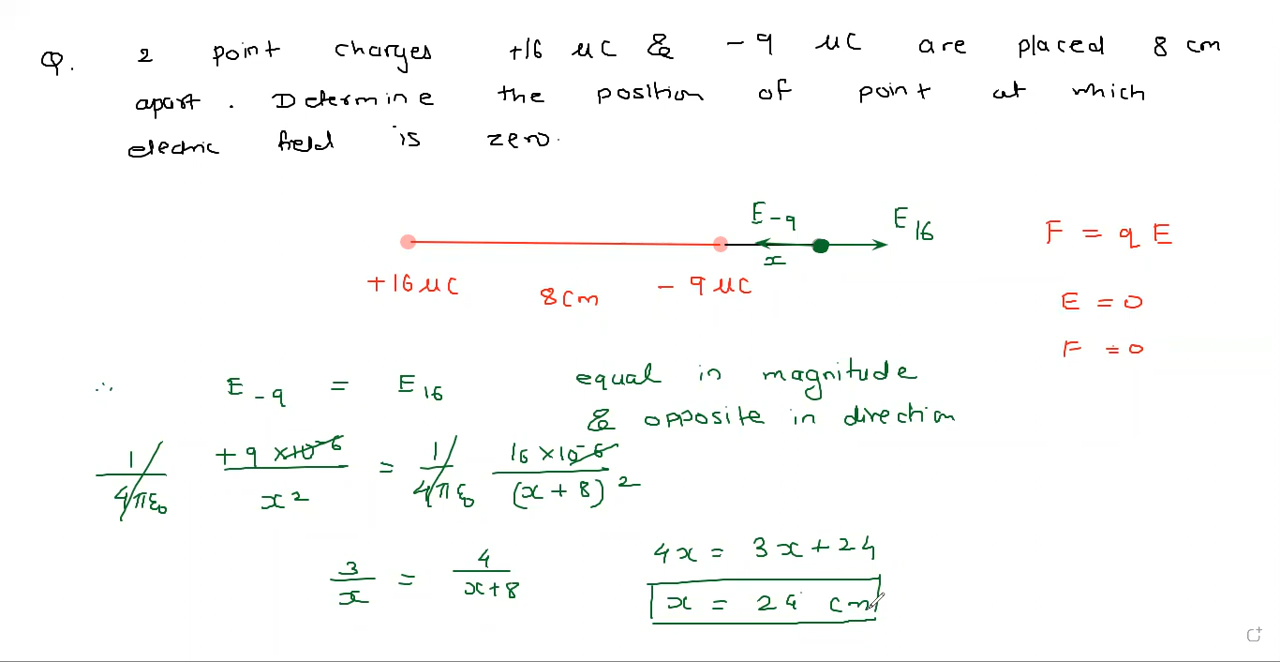 Q. 2 point charges +16 μC & -9 μC are placed 8 cm
apart. Determine the position of point at which
electric field is zero.
E-9 E16
F = qE
x
+16 μC 8cm -9 μC
E = 0
F = 0
∴ E-9 = E16 equal in magnitude
& opposite in direction
1/4πε0 +9 ×10^-6/x^2 = 1/4πε0 16 ×10^-6/(x+8)^2
3/x = 4/x+8
4x = 3x+24
x = 24 cm